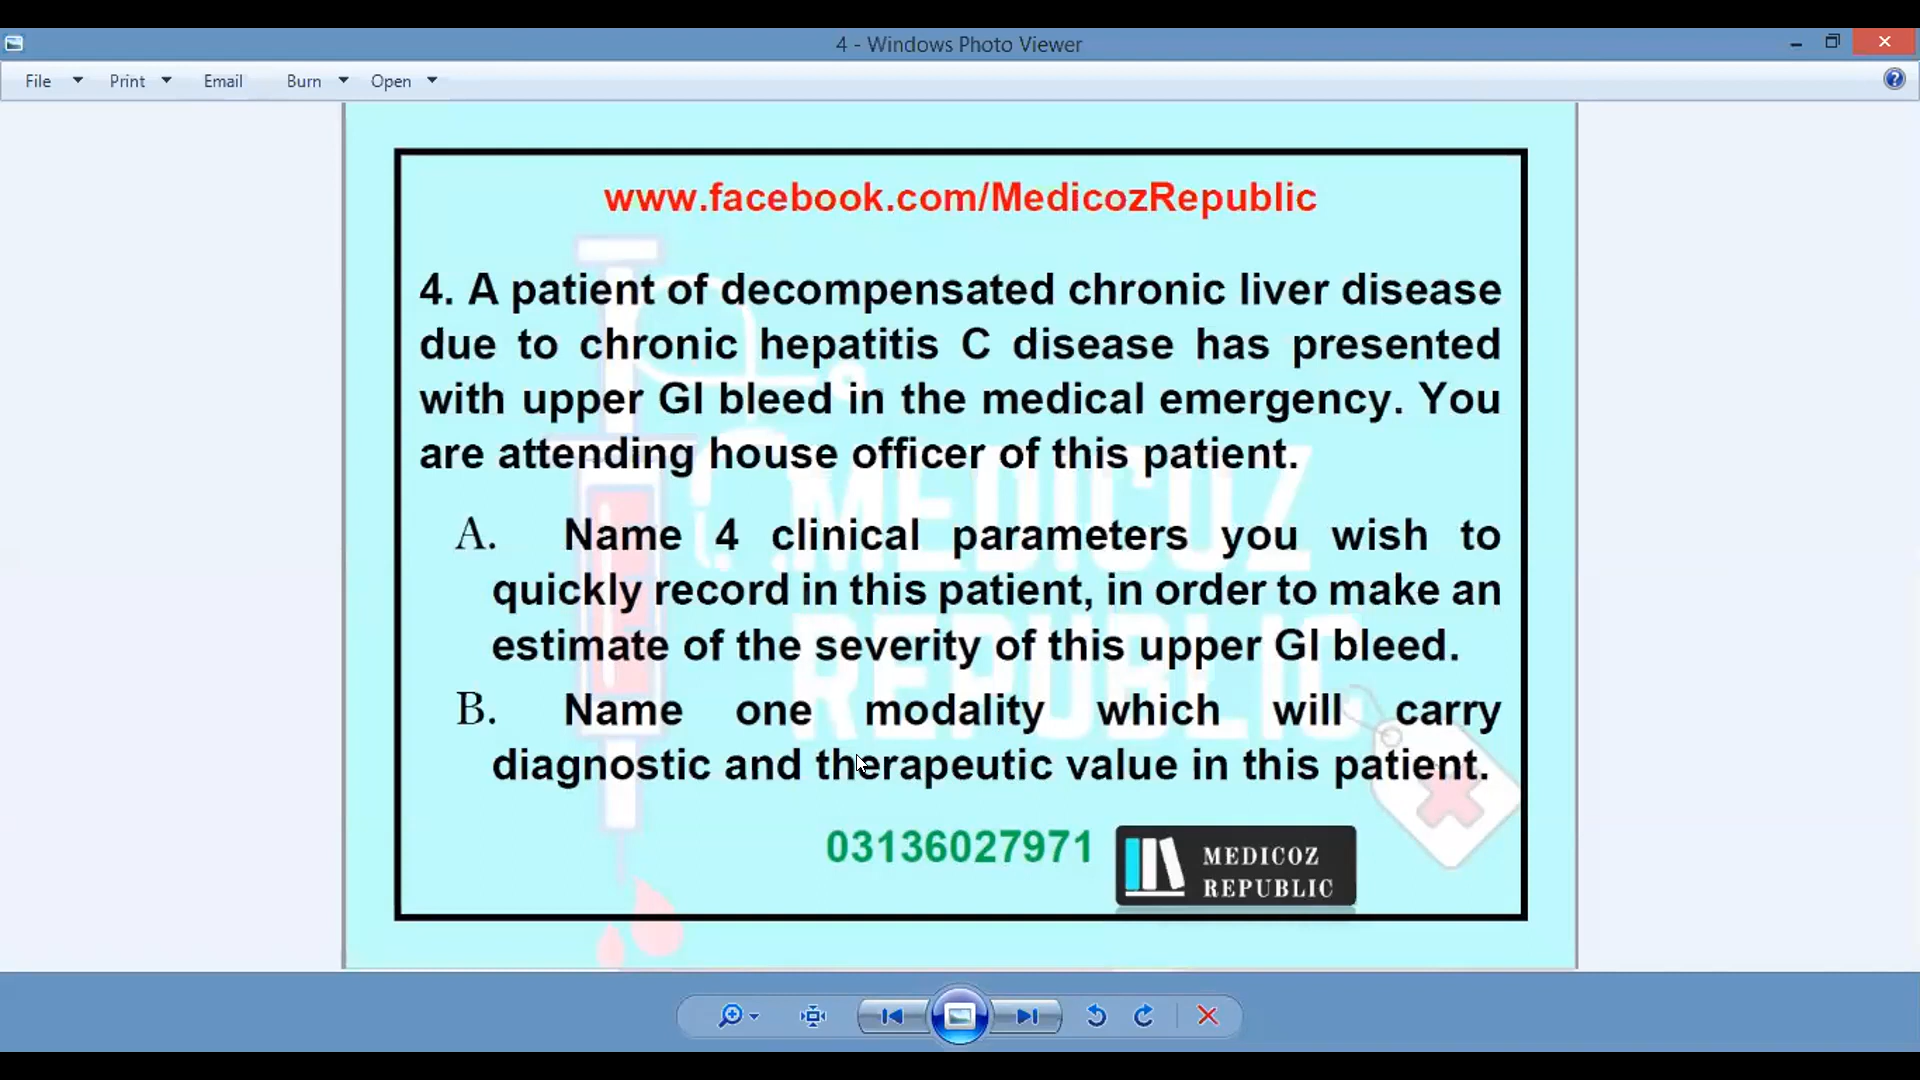 4 - Windows Photo Viewer
File Print Email Burn Open
www.facebook.com/MedicozRepublic
4. A patient of decompensated chronic liver disease
due to chronic hepatitis C disease has presented
with upper GI bleed in the medical emergency. You
are attending house officer of this patient.
A. Name 4 clinical parameters you wish to
quickly record in this patient, in order to make an
estimate of the severity of this upper GI bleed.
B. Name one modality which will carry
diagnostic and therapeutic value in this patient.
03136027971
MEDICOZ
REPUBLIC
MEDICOZ
REPUBLIC